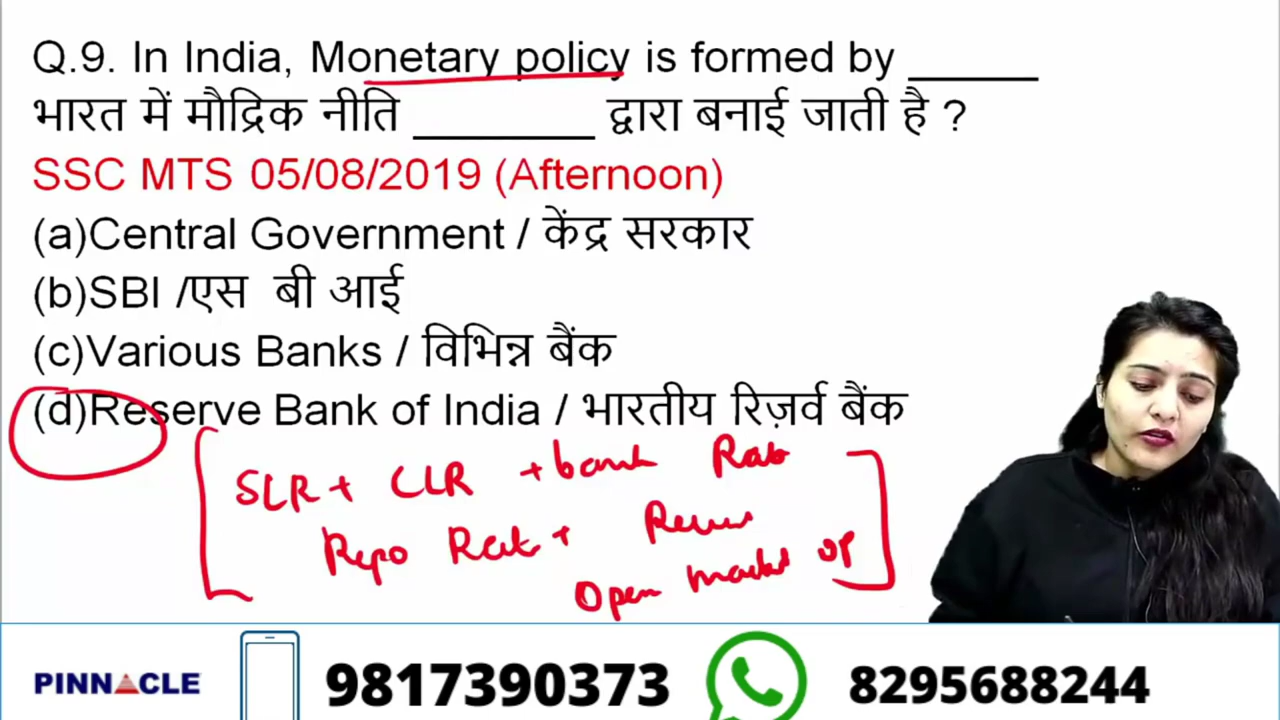 Q.9. In India, Monetary policy is formed by _____
भारत में मौद्रिक नीति _______ द्वारा बनाई जाती है ?
SSC MTS 05/08/2019 (Afternoon)
(a)Central Government / केंद्र सरकार
(b)SBI /एस बी आई
(c)Various Banks / विभिन्न बैंक
(d)Reserve Bank of India / भारतीय रिज़र्व बैंक
SLR + CLR + bank Rate
Repo Rate +
Open market op
PINNACLE 9817390373 8295688244